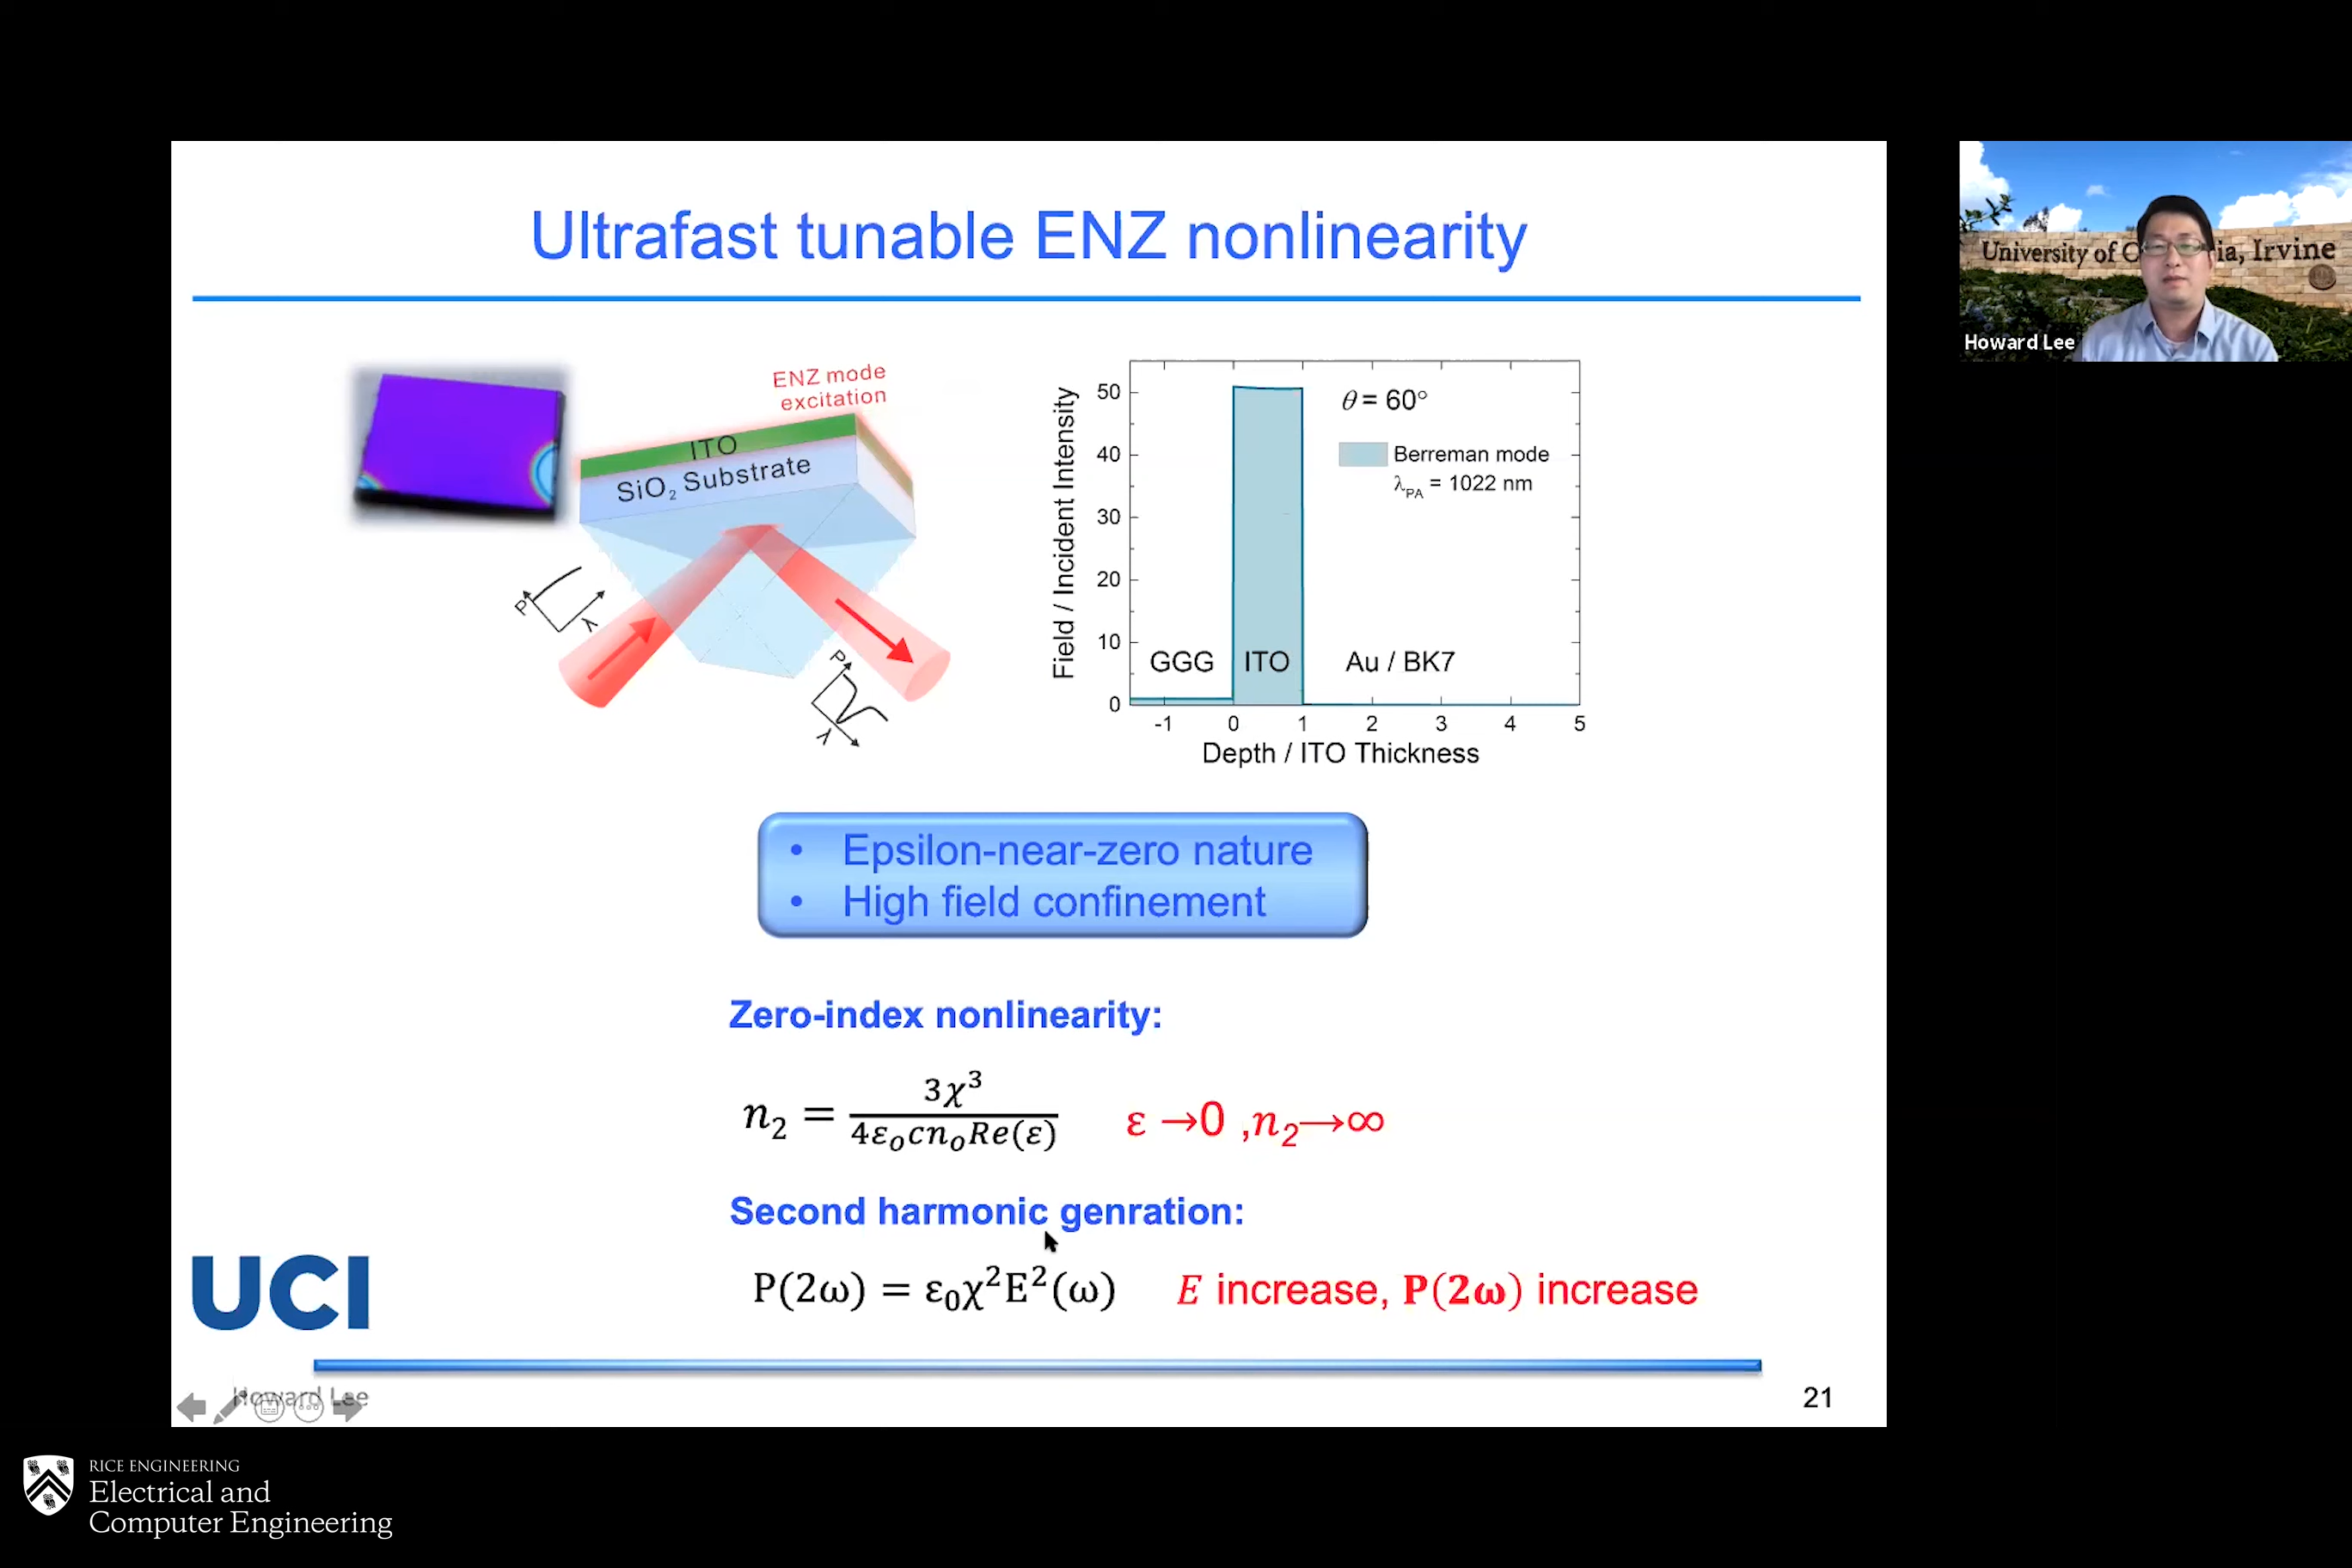 Ultrafast tunable ENZ nonlinearity
University of C ia, Irvine
Howard Lee
ENZ mode
excitation
ITO
SiO₂ Substrate
P
λ
P
λ
Field / Incident Intensity
50
40
30
20
10
0
θ = 60°
Berreman mode
λPA = 1022 nm
GGG
ITO
Au / BK7
-1 0 1 2 3 4 5
Depth / ITO Thickness
• Epsilon-near-zero nature
• High field confinement
Zero-index nonlinearity:
n₂ = 3χ³ / 4εₒcnₒRe(ε) ε →0 ,n₂→∞
Second harmonic genration:
P(2ω) = ε₀χ²E²(ω) E increase, P(2ω) increase
UCI
Howard Lee
21
RICE ENGINEERING
Electrical and
Computer Engineering